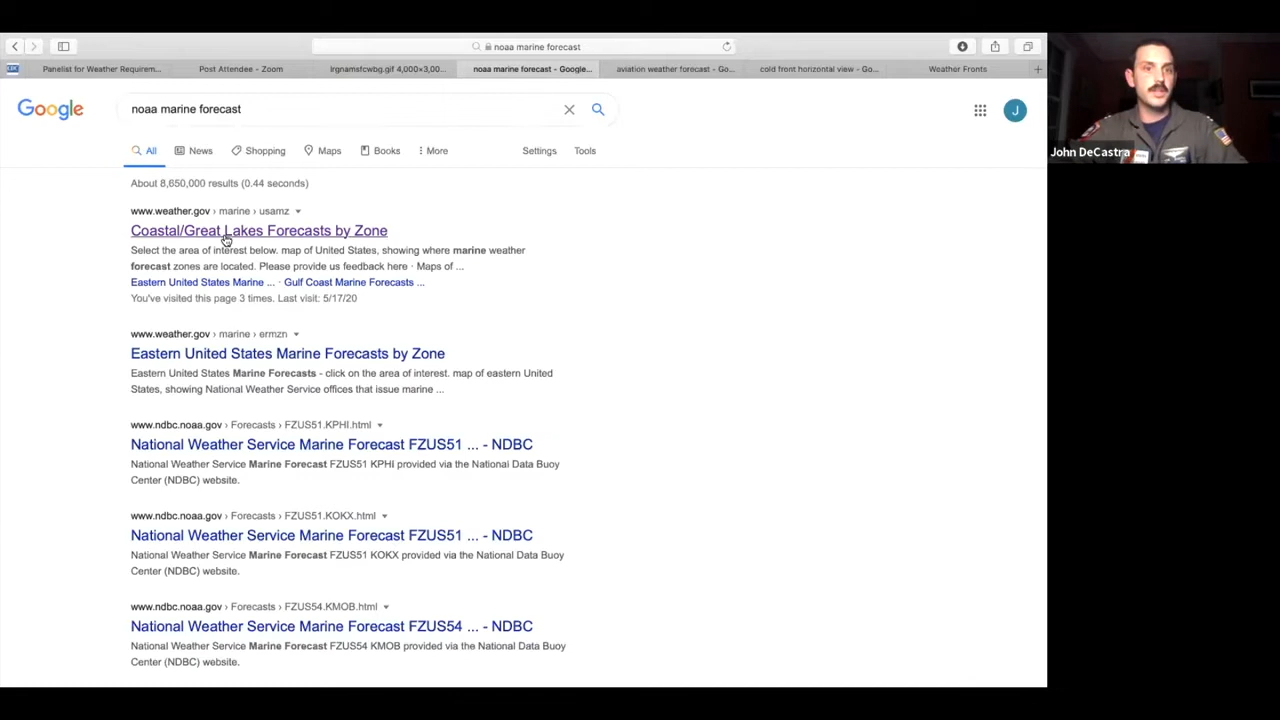 noaa marine forecast
Panelist for Weather Requirem...
Post Attendee - Zoom
lrgnamsfcwbg.gif 4,000×3,00...
noaa marine forecast - Google...
aviation weather forecast - Go...
cold front horizontal view - Go...
Weather Fronts
Google
noaa marine forecast
J
John DeCastra
All
News
Shopping
Maps
Books
More
Settings
Tools
About 8,650,000 results (0.44 seconds)
www.weather.gov › marine › usamz
Coastal/Great Lakes Forecasts by Zone
Select the area of interest below. map of United States, showing where marine weather
forecast zones are located. Please provide us feedback here · Maps of ...
Eastern United States Marine ... · Gulf Coast Marine Forecasts ...
You've visited this page 3 times. Last visit: 5/17/20
www.weather.gov › marine › ermzn
Eastern United States Marine Forecasts by Zone
Eastern United States Marine Forecasts - click on the area of interest. map of eastern United
States, showing National Weather Service offices that issue marine ...
www.ndbc.noaa.gov › Forecasts › FZUS51.KPHI.html
National Weather Service Marine Forecast FZUS51 ... - NDBC
National Weather Service Marine Forecast FZUS51 KPHI provided via the National Data Buoy
Center (NDBC) website.
www.ndbc.noaa.gov › Forecasts › FZUS51.KOKX.html
National Weather Service Marine Forecast FZUS51 ... - NDBC
National Weather Service Marine Forecast FZUS51 KOKX provided via the National Data Buoy
Center (NDBC) website.
www.ndbc.noaa.gov › Forecasts › FZUS54.KMOB.html
National Weather Service Marine Forecast FZUS54 ... - NDBC
National Weather Service Marine Forecast FZUS54 KMOB provided via the National Data Buoy
Center (NDBC) website.